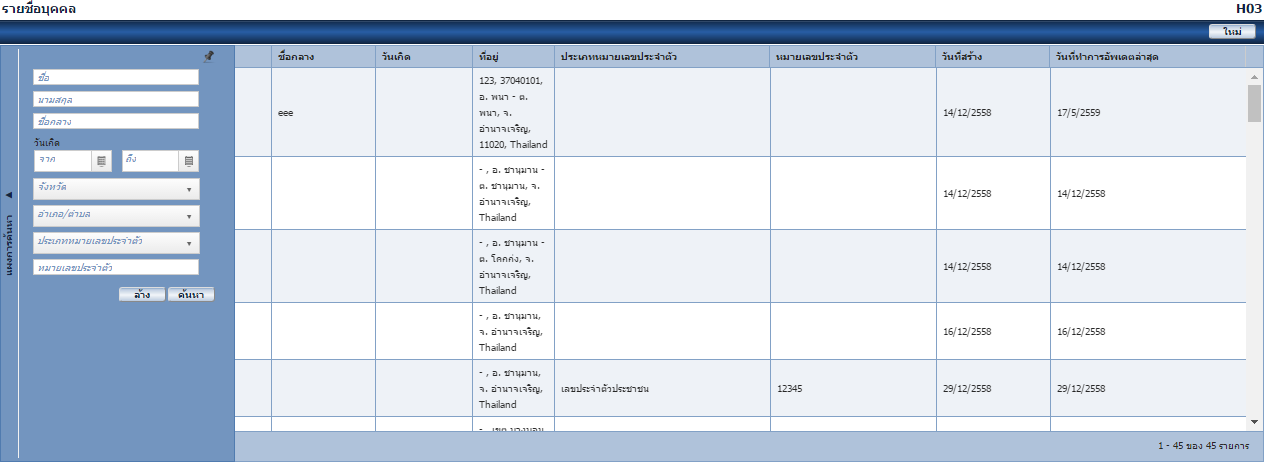 รายชื่อบุคคล
H03
ใหม่
แผงการค้นหา
ชื่อ
นามสกุล
ชื่อกลาง
วันเกิด
จาก
ถึง
จังหวัด
อำเภอ/ตำบล
ประเภทหมายเลขประจำตัว
หมายเลขประจำตัว
ล้าง
ค้นหา
ชื่อกลาง
วันเกิด
ที่อยู่
ประเภทหมายเลขประจำตัว
หมายเลขประจำตัว
วันที่สร้าง
วันที่ทำการอัพเดตล่าสุด
eee
123, 37040101,
อ. พนา - ต.
พนา, จ.
อำนาจเจริญ,
11020, Thailand
14/12/2558
17/5/2559
- , อ. ชานุมาน -
ต. ชานุมาน, จ.
อำนาจเจริญ,
Thailand
14/12/2558
14/12/2558
- , อ. ชานุมาน -
ต. โคกก่ง, จ.
อำนาจเจริญ,
Thailand
14/12/2558
14/12/2558
- , อ. ชานุมาน,
จ. อำนาจเจริญ,
Thailand
16/12/2558
16/12/2558
- , อ. ชานุมาน,
จ. อำนาจเจริญ,
Thailand
เลขประจำตัวประชาชน
12345
29/12/2558
29/12/2558
1 - 45 ของ 45 รายการ